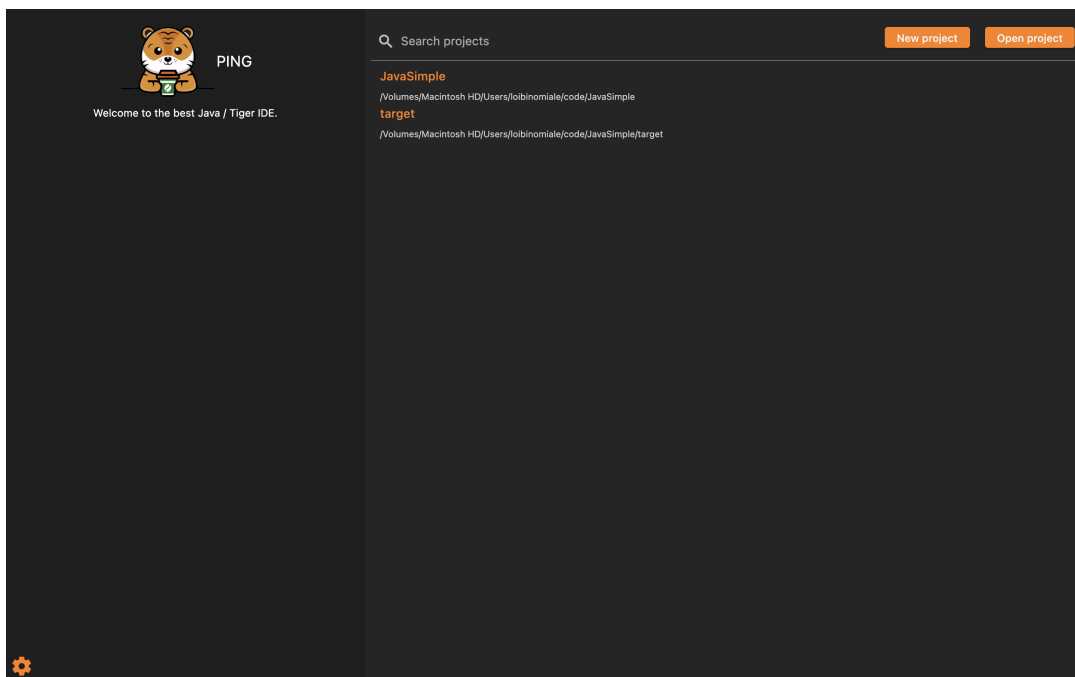 PING
Welcome to the best Java / Tiger IDE.
Search projects
New project
Open project
JavaSimple
/Volumes/Macintosh HD/Users/loibinomiale/code/JavaSimple
target
/Volumes/Macintosh HD/Users/loibinomiale/code/JavaSimple/target